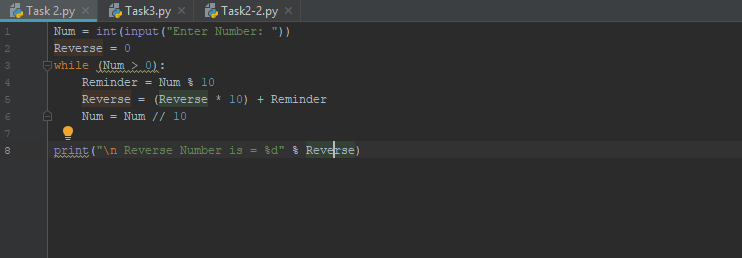 Task 2.py × Task3.py × Task2-2.py ×
1 Num = int(input("Enter Number: "))
2 Reverse = 0
3 while (Num > 0):
4 Reminder = Num % 10
5 Reverse = (Reverse * 10) + Reminder
6 Num = Num // 10
7
8 print("\n Reverse Number is = %d" % Reverse)